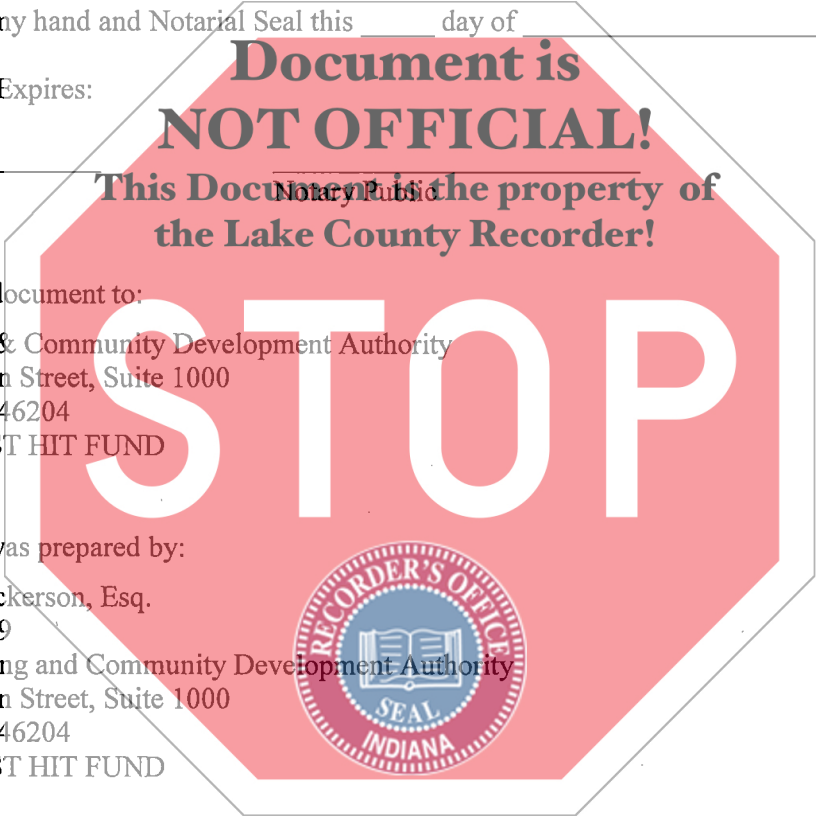 ny hand and Notarial Seal this ______ day of
Document is
Expires:
NOT OFFICIAL!
This Document is the property of
Notary Public
the Lake County Recorder!
document to:
STOP
& Community Development Authority
n Street, Suite 1000
46204
ST HIT FUND
was prepared by:
RECORDER'S OFFICE
SEAL
INDIANA
ckerson, Esq.
9
ng and Community Development Authority
n Street, Suite 1000
46204
ST HIT FUND